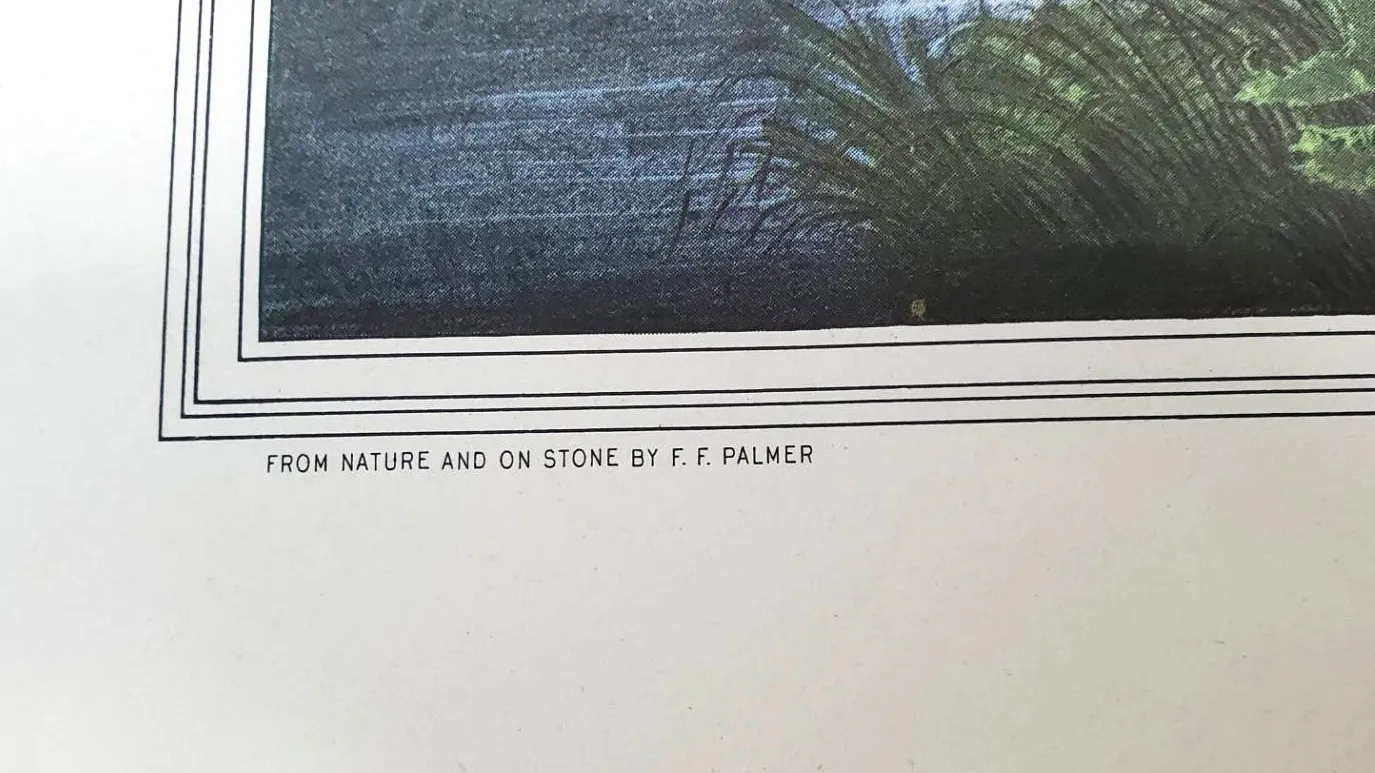 FROM NATURE AND ON STONE BY F. F. PALMER